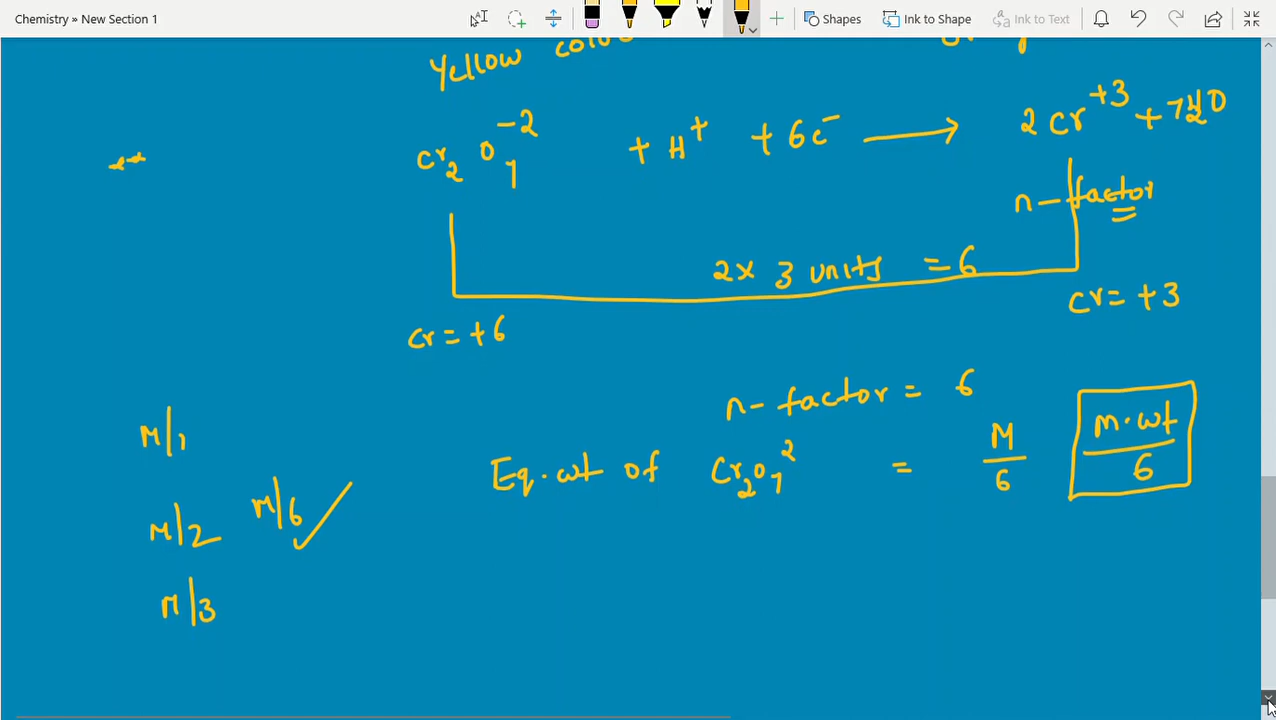 Chemistry » New Section 1
Shapes
Ink to Shape
Ink to Text
Yellow colo
Cr2O7^-2 + H^+ + 6e^- → 2Cr^+3 + 7H2O
n-factor
2x 3 units = 6
Cr = +6
Cr = +3
n-factor = 6
Eq.wt of Cr2O7^2 = M/6 m.wt/6
M/1
M/2 M/6 ✓
M/3